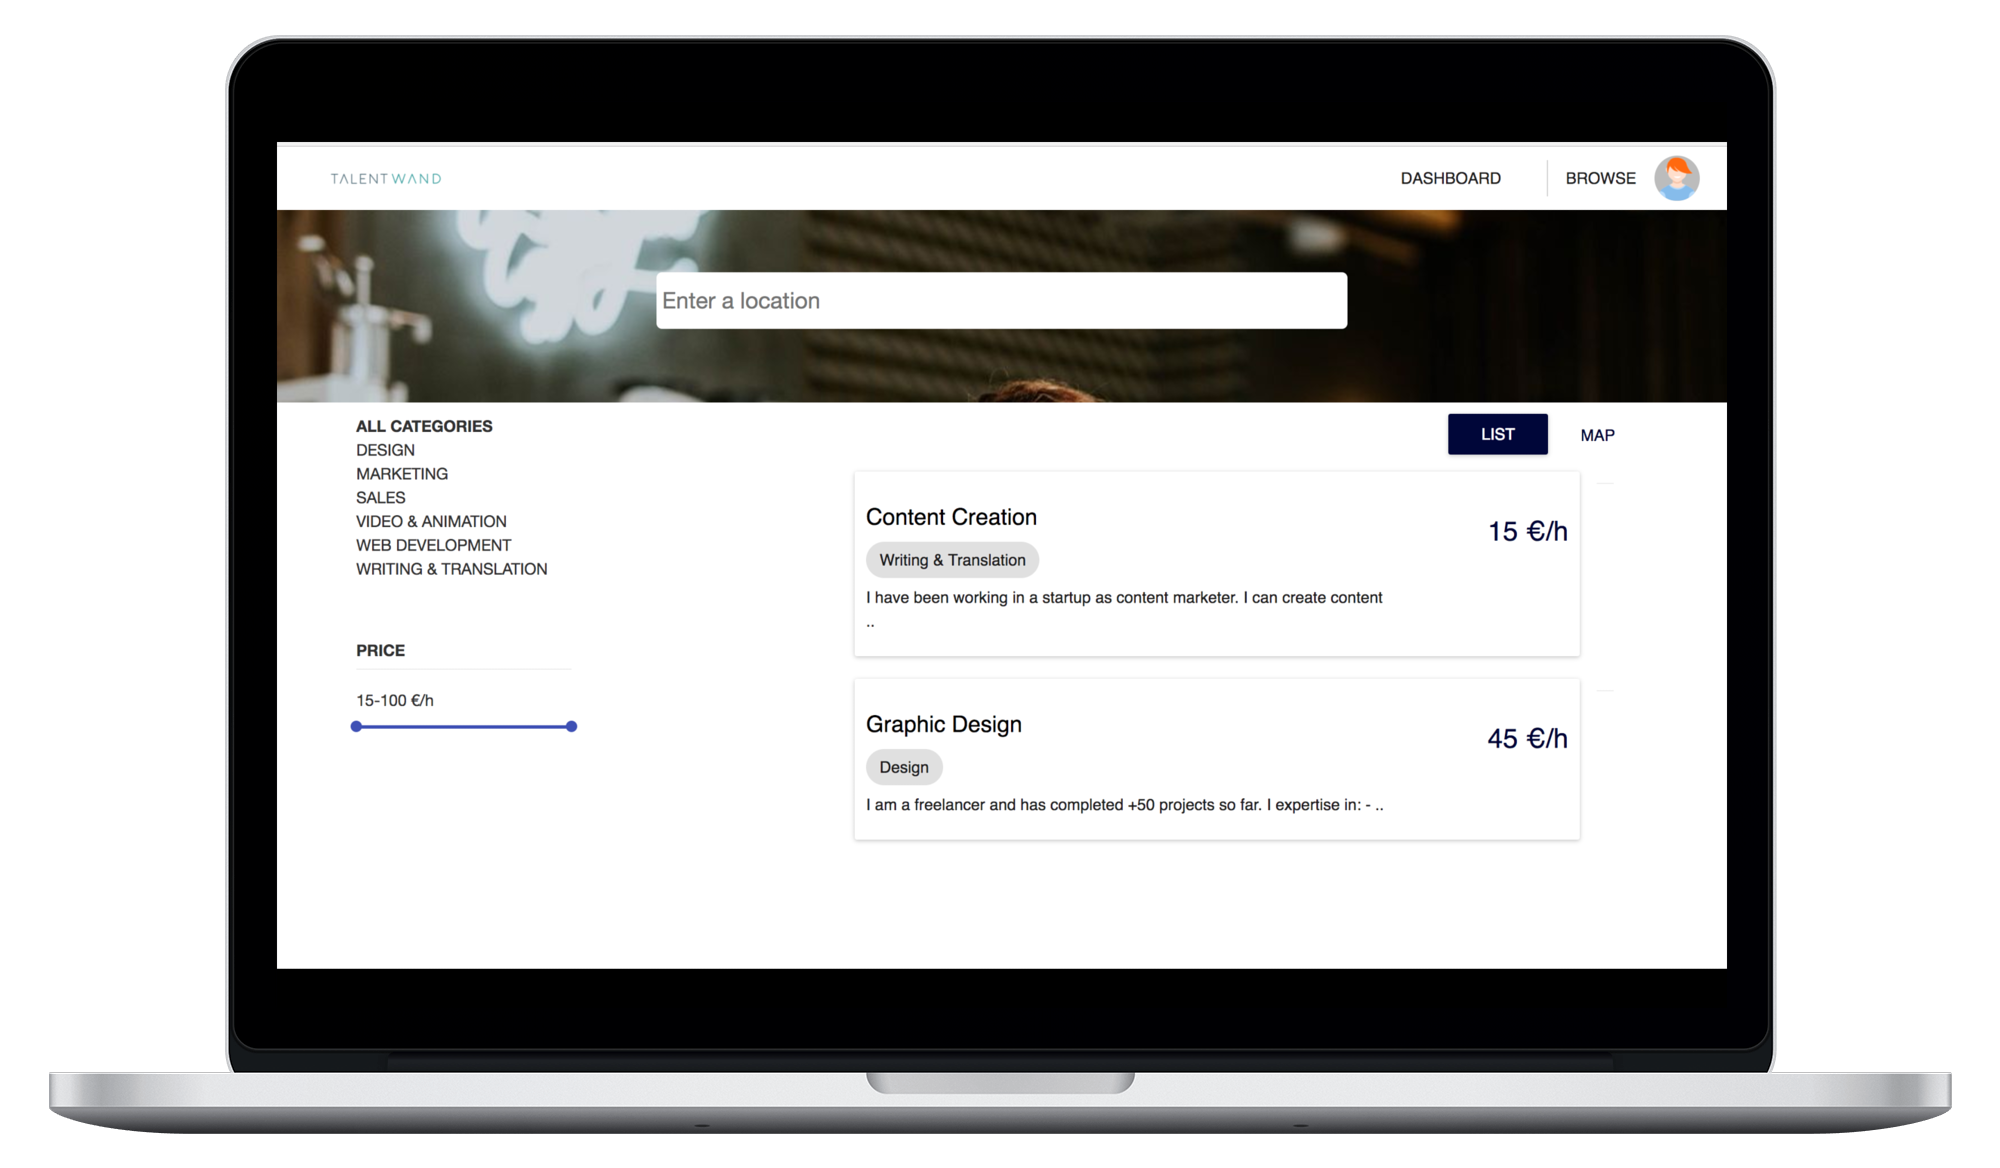 TALENTWAND
DASHBOARD
BROWSE
Enter a location
ALL CATEGORIES
DESIGN
MARKETING
SALES
VIDEO & ANIMATION
WEB DEVELOPMENT
WRITING & TRANSLATION
PRICE
15-100 €/h
LIST
MAP
Content Creation
15 €/h
Writing & Translation
I have been working in a startup as content marketer. I can create content
..
Graphic Design
45 €/h
Design
I am a freelancer and has completed +50 projects so far. I expertise in: - ..